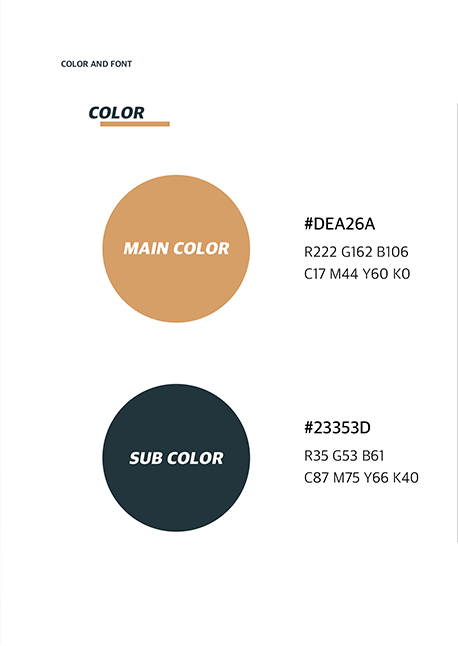 COLOR AND FONT
COLOR
MAIN COLOR
#DEA26A
R222 G162 B106
C17 M44 Y60 K0
SUB COLOR
#23353D
R35 G53 B61
C87 M75 Y66 K40